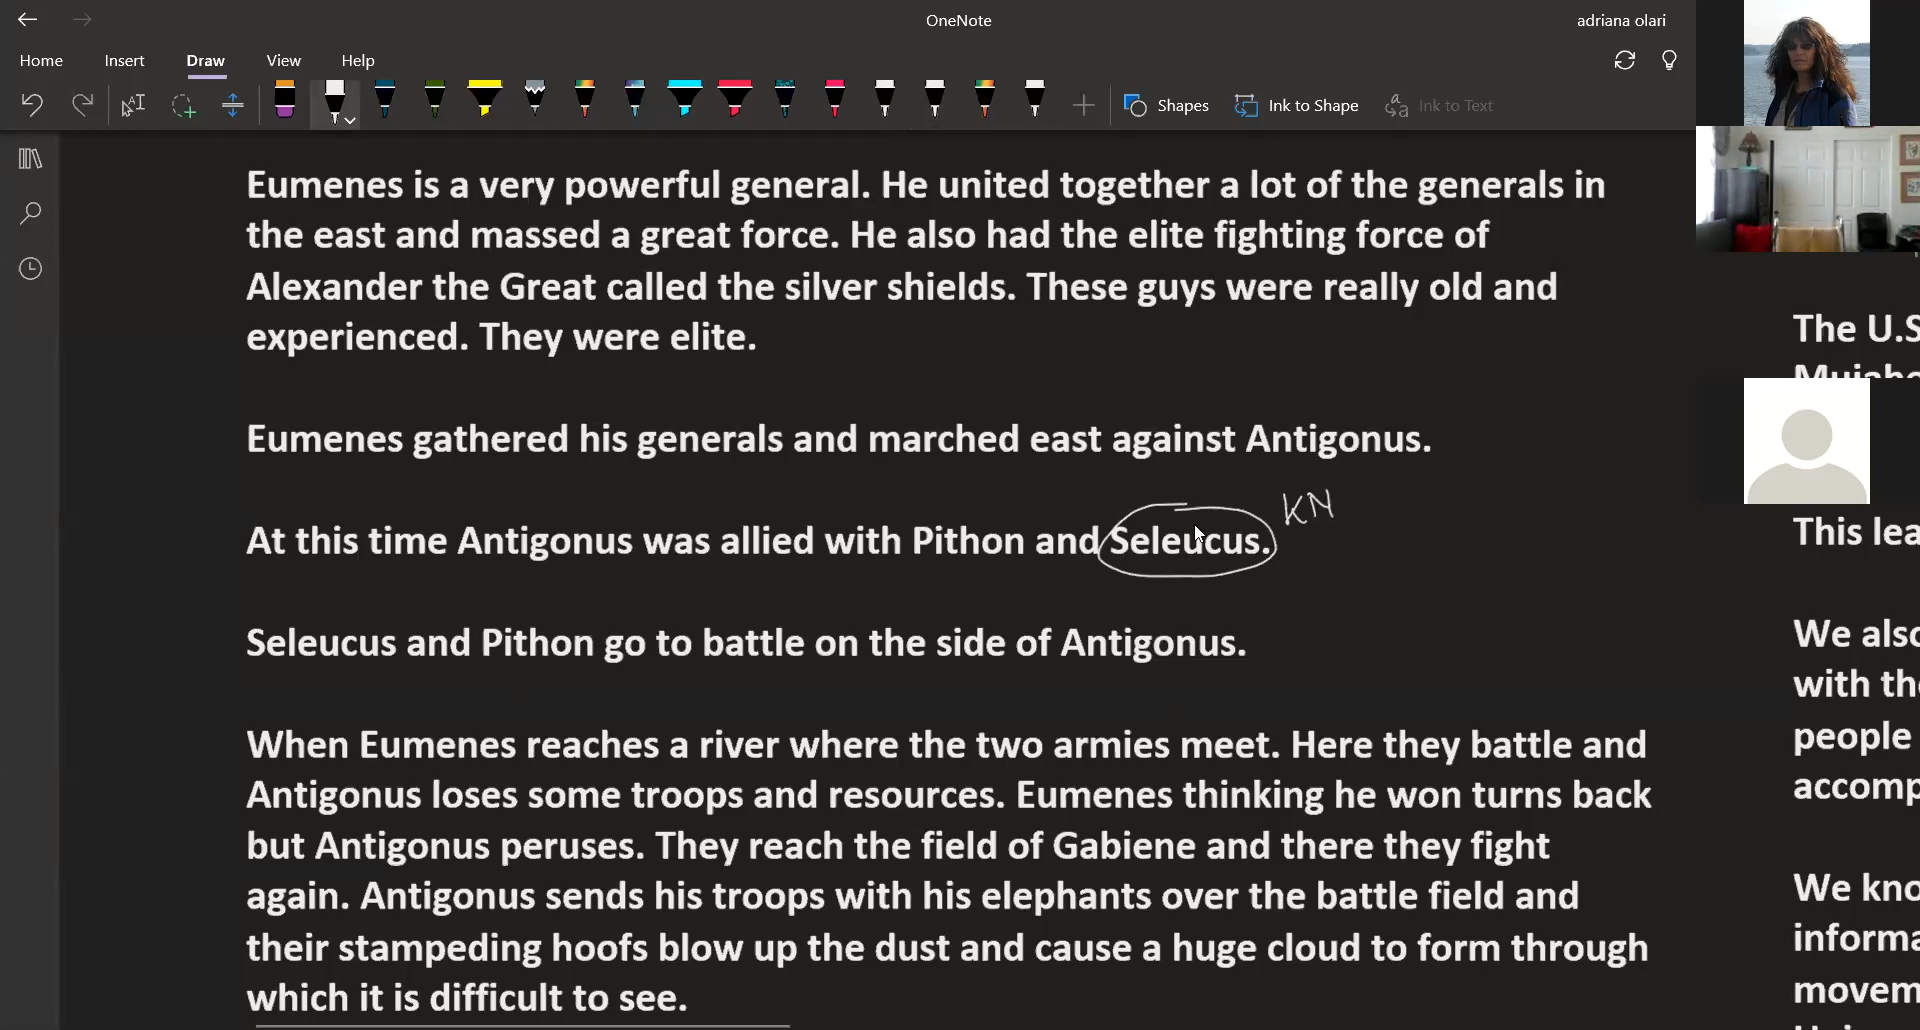 OneNote
adriana olari
Home Insert Draw View Help
Shapes Ink to Shape Ink to Text
Eumenes is a very powerful general. He united together a lot of the generals in
the east and massed a great force. He also had the elite fighting force of
Alexander the Great called the silver shields. These guys were really old and
experienced. They were elite.
Eumenes gathered his generals and marched east against Antigonus.
KN
At this time Antigonus was allied with Pithon and Seleucus.
Seleucus and Pithon go to battle on the side of Antigonus.
When Eumenes reaches a river where the two armies meet. Here they battle and
Antigonus loses some troops and resources. Eumenes thinking he won turns back
but Antigonus peruses. They reach the field of Gabiene and there they fight
again. Antigonus sends his troops with his elephants over the battle field and
their stampeding hoofs blow up the dust and cause a huge cloud to form through
which it is difficult to see.
The U.S
This lea
We also
with the
people
accomp
We kno
informa
movem